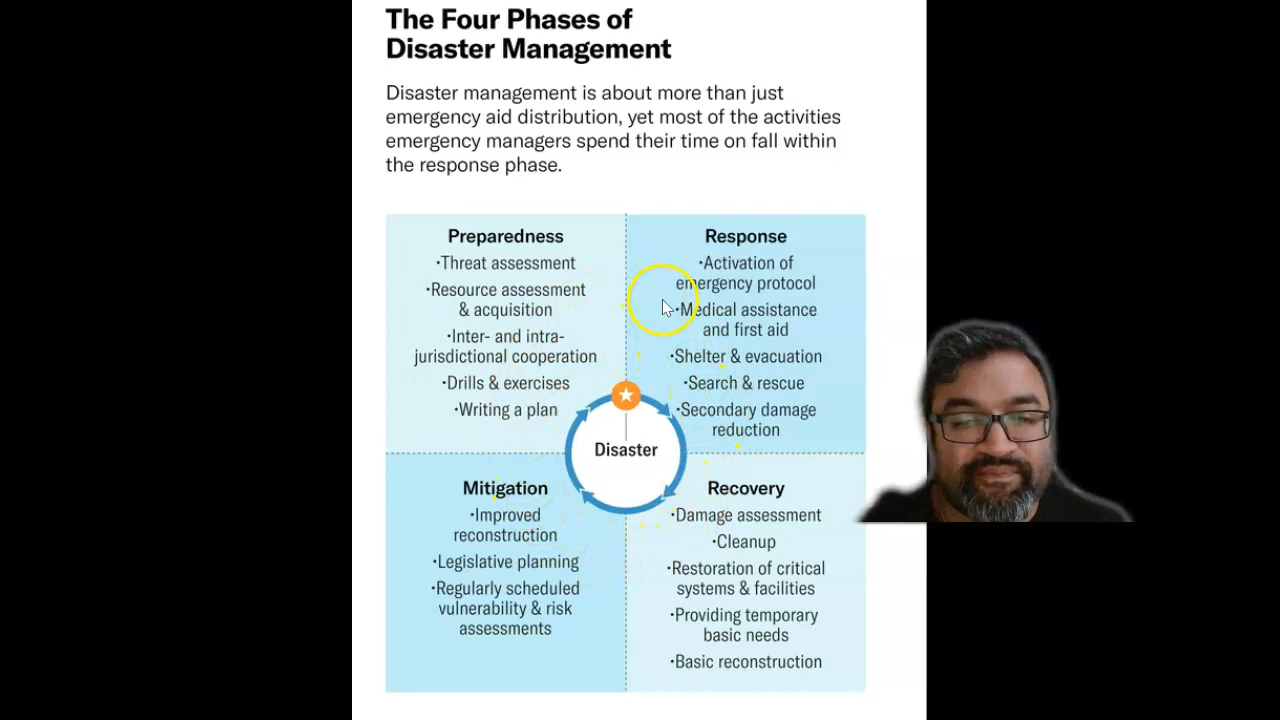 The Four Phases of
Disaster Management
Disaster management is about more than just
emergency aid distribution, yet most of the activities
emergency managers spend their time on fall within
the response phase.
Preparedness
•Threat assessment
•Resource assessment
& acquisition
•Inter- and intra-
jurisdictional cooperation
•Drills & exercises
•Writing a plan
Response
•Activation of
emergency protocol
•Medical assistance
and first aid
•Shelter & evacuation
•Search & rescue
•Secondary damage
reduction
Disaster
Mitigation
•Improved
reconstruction
•Legislative planning
•Regularly scheduled
vulnerability & risk
assessments
Recovery
•Damage assessment
•Cleanup
•Restoration of critical
systems & facilities
•Providing temporary
basic needs
•Basic reconstruction